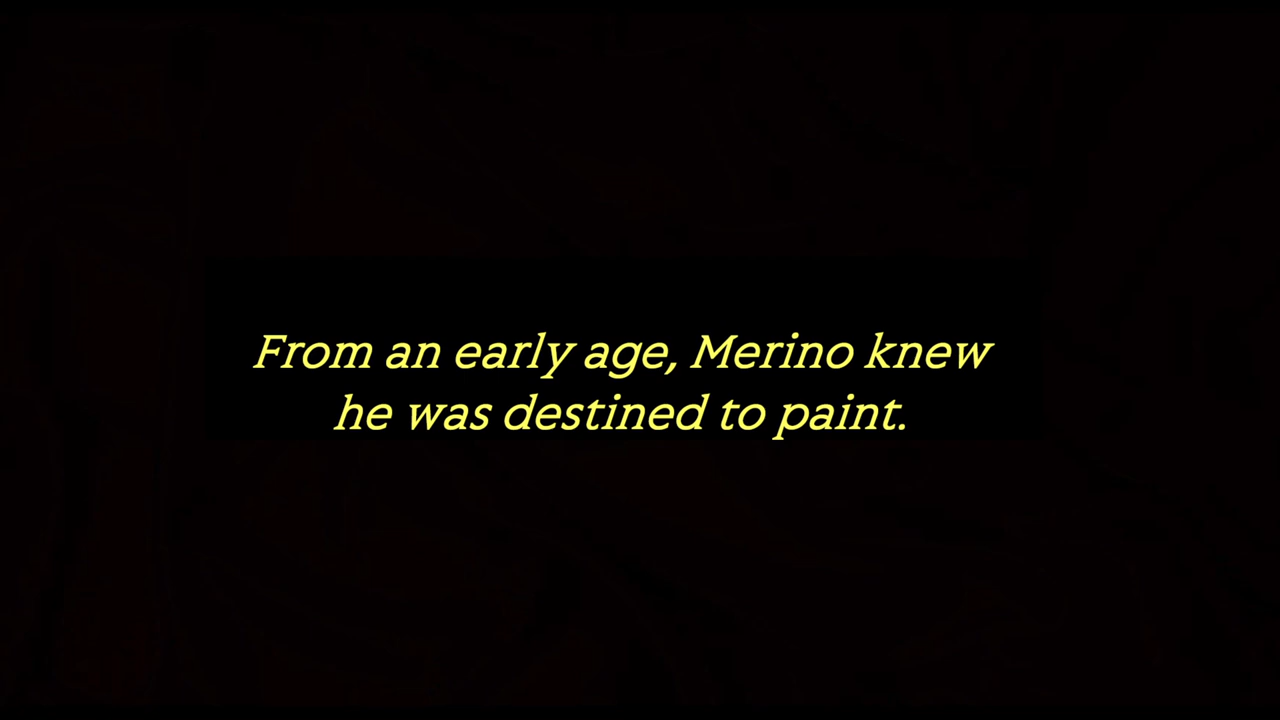 From an early age, Merino knew
he was destined to paint.